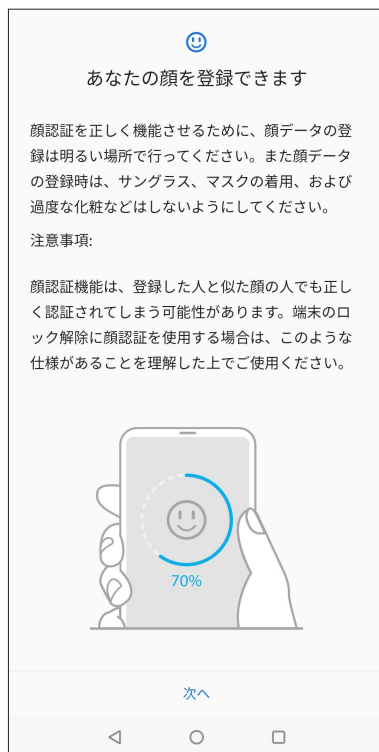 あなたの顔を登録できます
顔認証を正しく機能させるために、顔データの登
録は明るい場所で行ってください。また顔データ
の登録時は、サングラス、マスクの着用、および
過度な化粧などはしないようにしてください。
注意事項:
顔認証機能は、登録した人と似た顔の人でも正し
く認証されてしまう可能性があります。端末のロ
ック解除に顔認証を使用する場合は、このような
仕様があることを理解した上でご使用ください。
70%
次へ